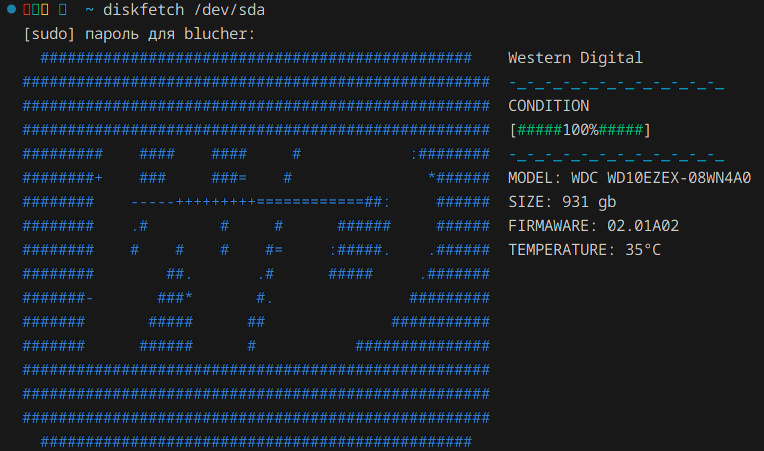 ~ diskfetch /dev/sda
[sudo] пароль для blucher:
Western Digital
-_-_-_-_-_-_-_-_-_-_-_-_
CONDITION
[#####100%#####]
-_-_-_-_-_-_-_-_-_-_-_-_
MODEL: WDC WD10EZEX-08WN4A0
SIZE: 931 gb
FIRMAWARE: 02.01A02
TEMPERATURE: 35°C